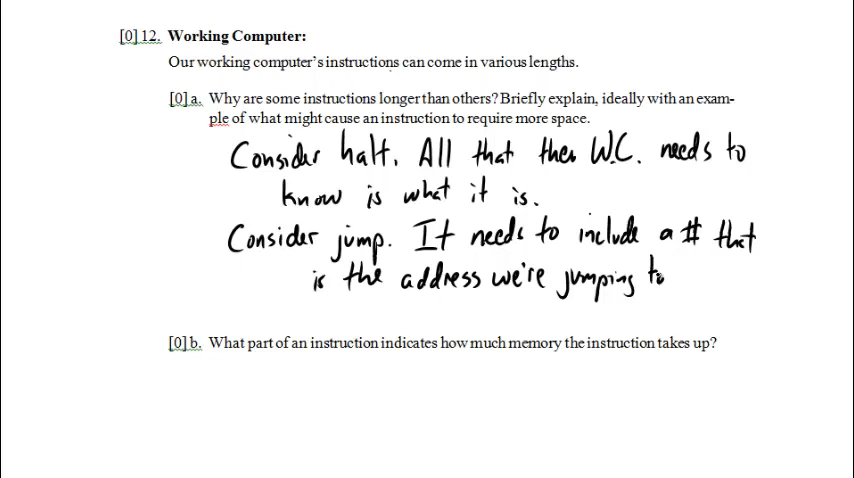 [0] 12. Working Computer:
Our working computer's instructions can come in various lengths.
[0] a. Why are some instructions longer than others? Briefly explain, ideally with an exam-
ple of what might cause an instruction to require more space.
Consider halt. All that the W.C. needs to
know is what it is.
Consider jump. It needs to include a # that
is the address we're jumping to
[0] b. What part of an instruction indicates how much memory the instruction takes up?